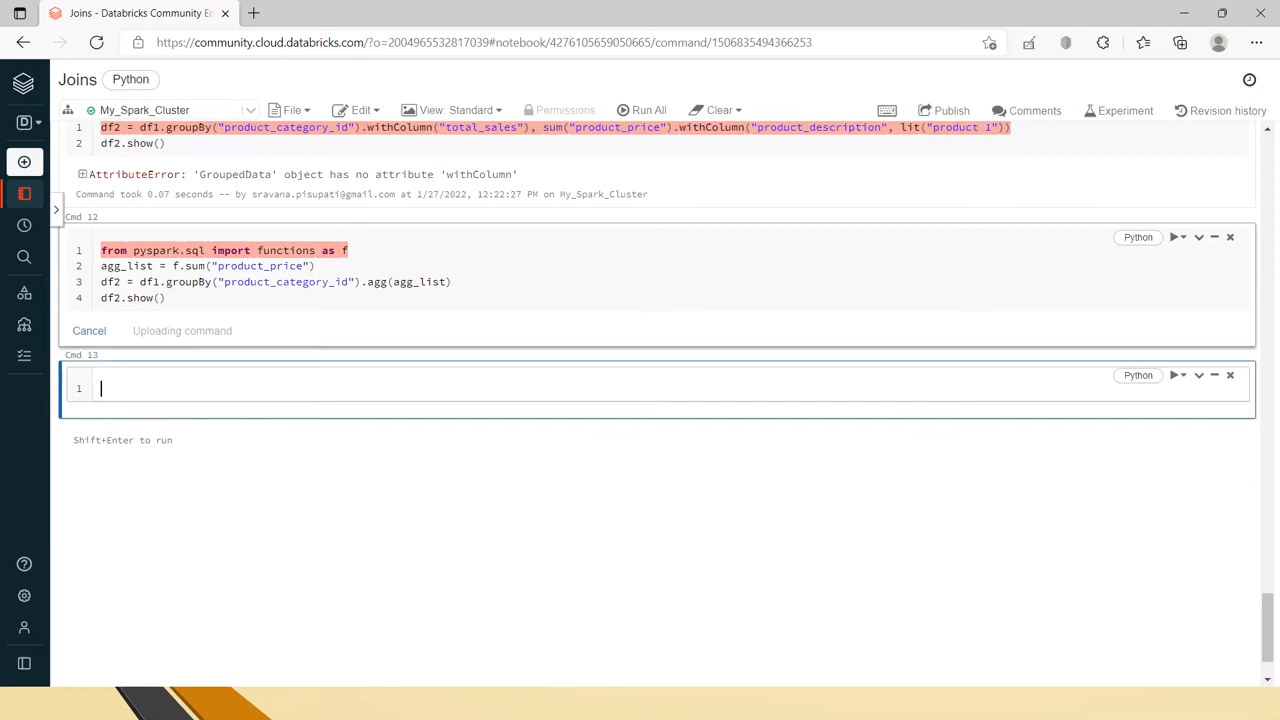 Joins - Databricks Community Ed
https://community.cloud.databricks.com/?o=2004965532817039#notebook/4276105659050665/command/1506835494366253
Joins Python
My_Spark_Cluster File Edit View: Standard Permissions Run All Clear Publish Comments Experiment Revision history
D
1 df2 = df1.groupBy("product_category_id").withColumn("total_sales"), sum("product_price").withColumn("product_description", lit("product 1"))
2 df2.show()
AttributeError: 'GroupedData' object has no attribute 'withColumn'
Command took 0.07 seconds -- by sravana.pisupati@gmail.com at 1/27/2022, 12:22:27 PM on My_Spark_Cluster
Cmd 12
Python
1 from pyspark.sql import functions as f
2 agg_list = f.sum("product_price")
3 df2 = df1.groupBy("product_category_id").agg(agg_list)
4 df2.show()
Cancel Uploading command
Cmd 13
Python
1
Shift+Enter to run